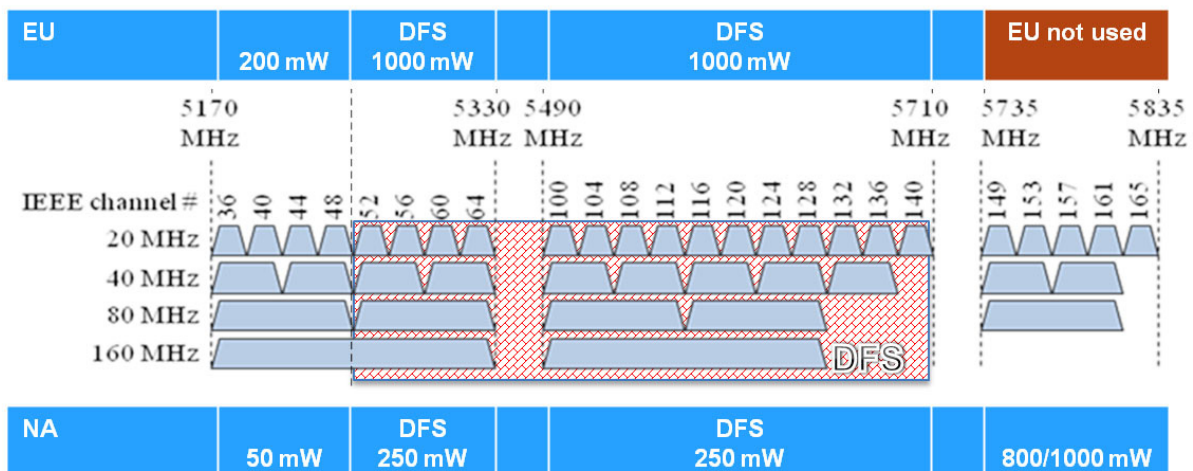 EU DFS DFS EU not used
200 mW 1000 mW 1000 mW
5170 5330 5490 5710 5735 5835
MHz MHz MHz MHz MHz MHz
IEEE channel # 36 40 44 48 52 56 60 64 100 104 108 112 116 120 124 128 132 136 140 149 153 157 161 165
20 MHz
40 MHz
80 MHz
160 MHz DFS
NA DFS DFS
50 mW 250 mW 250 mW 800/1000 mW